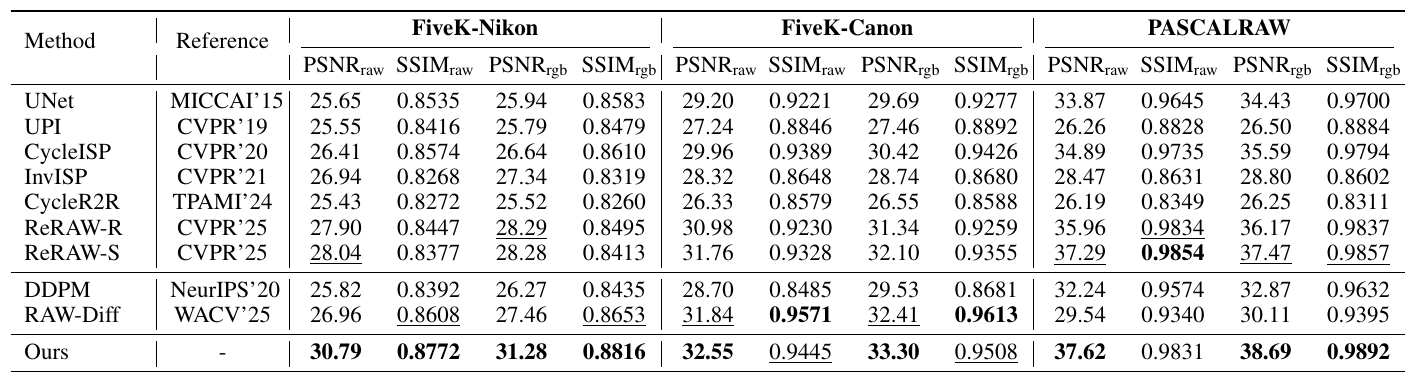 Method Reference FiveK-Nikon FiveK-Canon PASCALRAW
PSNRraw SSIMraw PSNRrgb SSIMrgb PSNRraw SSIMraw PSNRrgb SSIMrgb PSNRraw SSIMraw PSNRrgb SSIMrgb
UNet MICCAI'15 25.65 0.8535 25.94 0.8583 29.20 0.9221 29.69 0.9277 33.87 0.9645 34.43 0.9700
UPI CVPR'19 25.55 0.8416 25.79 0.8479 27.24 0.8846 27.46 0.8892 26.26 0.8828 26.50 0.8884
CycleISP CVPR'20 26.41 0.8574 26.64 0.8610 29.96 0.9389 30.42 0.9426 34.89 0.9735 35.59 0.9794
InvISP CVPR'21 26.94 0.8268 27.34 0.8319 28.32 0.8648 28.74 0.8680 28.47 0.8631 28.80 0.8602
CycleR2R TPAMI'24 25.43 0.8272 25.52 0.8260 26.33 0.8579 26.55 0.8588 26.19 0.8349 26.25 0.8311
ReRAW-R CVPR'25 27.90 0.8447 28.29 0.8495 30.98 0.9230 31.34 0.9259 35.96 0.9834 36.17 0.9837
ReRAW-S CVPR'25 28.04 0.8377 28.28 0.8413 31.76 0.9328 32.10 0.9355 37.29 0.9854 37.47 0.9857
DDPM NeurIPS'20 25.82 0.8392 26.27 0.8435 28.70 0.8485 29.53 0.8681 32.24 0.9574 32.87 0.9632
RAW-Diff WACV'25 26.96 0.8608 27.46 0.8653 31.84 0.9571 32.41 0.9613 29.54 0.9340 30.11 0.9395
Ours - 30.79 0.8772 31.28 0.8816 32.55 0.9445 33.30 0.9508 37.62 0.9831 38.69 0.9892